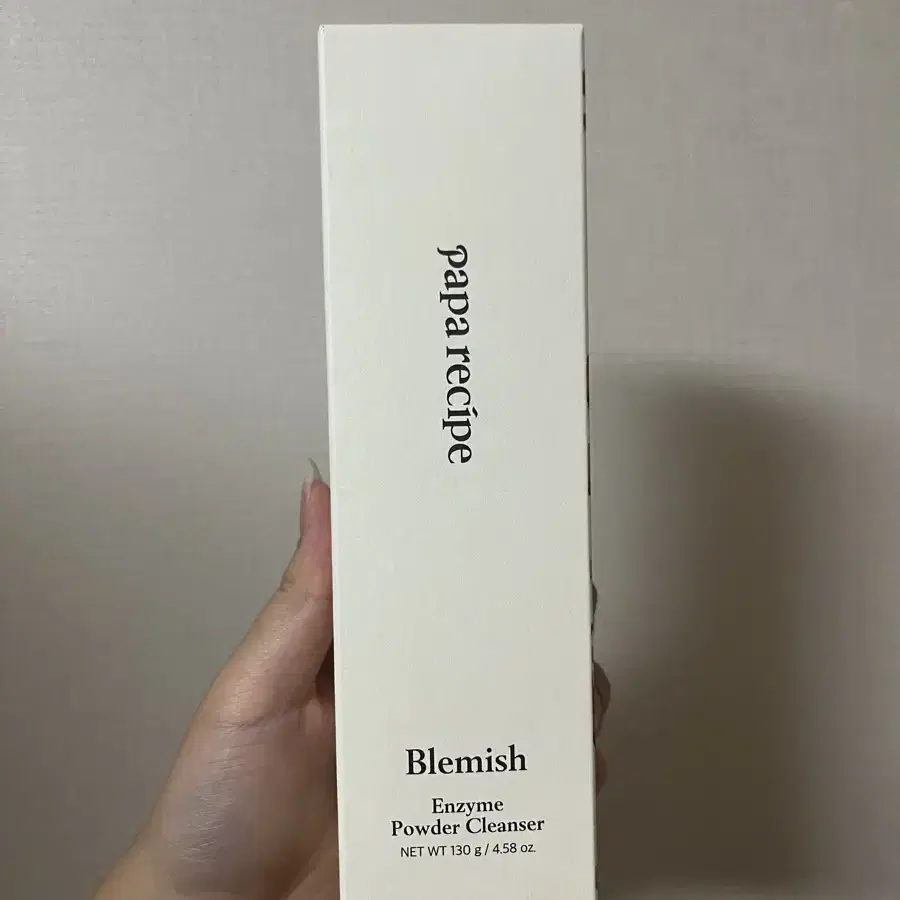 papa recipe
Blemish
Enzyme
Powder Cleanser
NET WT 130 g / 4.58 oz.